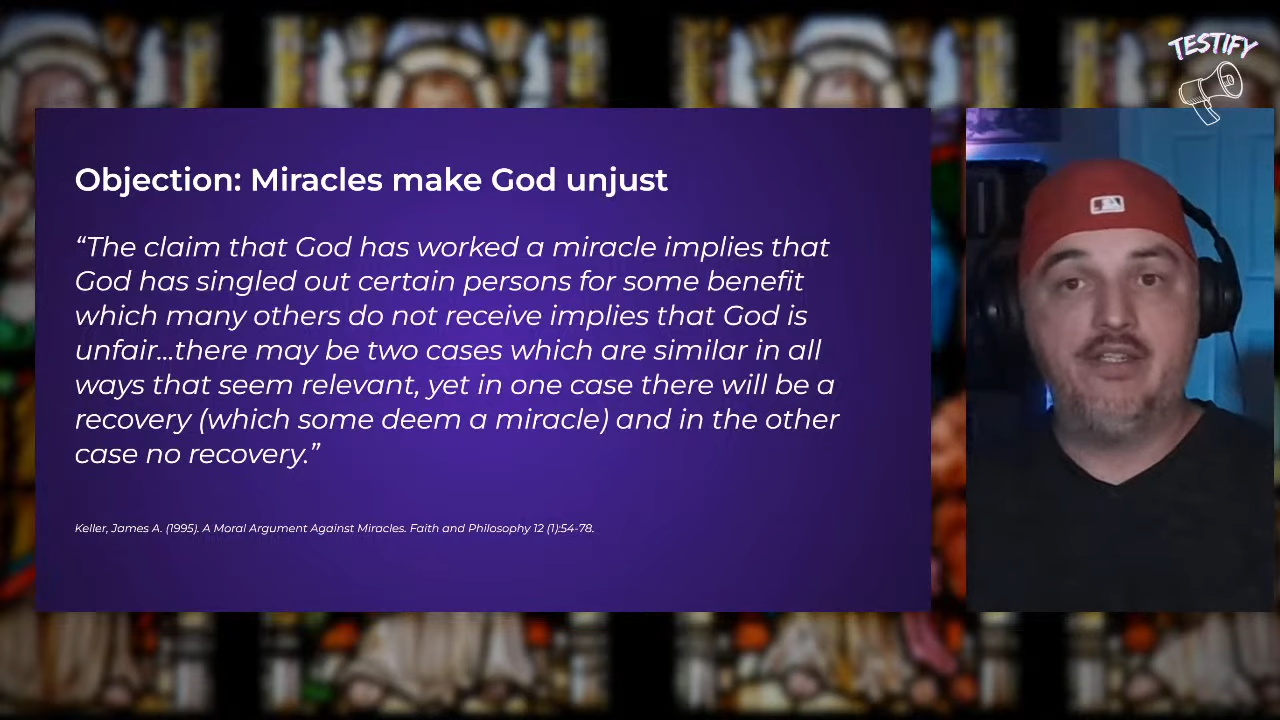 TESTIFY
Objection: Miracles make God unjust
“The claim that God has worked a miracle implies that
God has singled out certain persons for some benefit
which many others do not receive implies that God is
unfair...there may be two cases which are similar in all
ways that seem relevant, yet in one case there will be a
recovery (which some deem a miracle) and in the other
case no recovery.”
Keller, James A. (1995). A Moral Argument Against Miracles. Faith and Philosophy 12 (1):54-78.